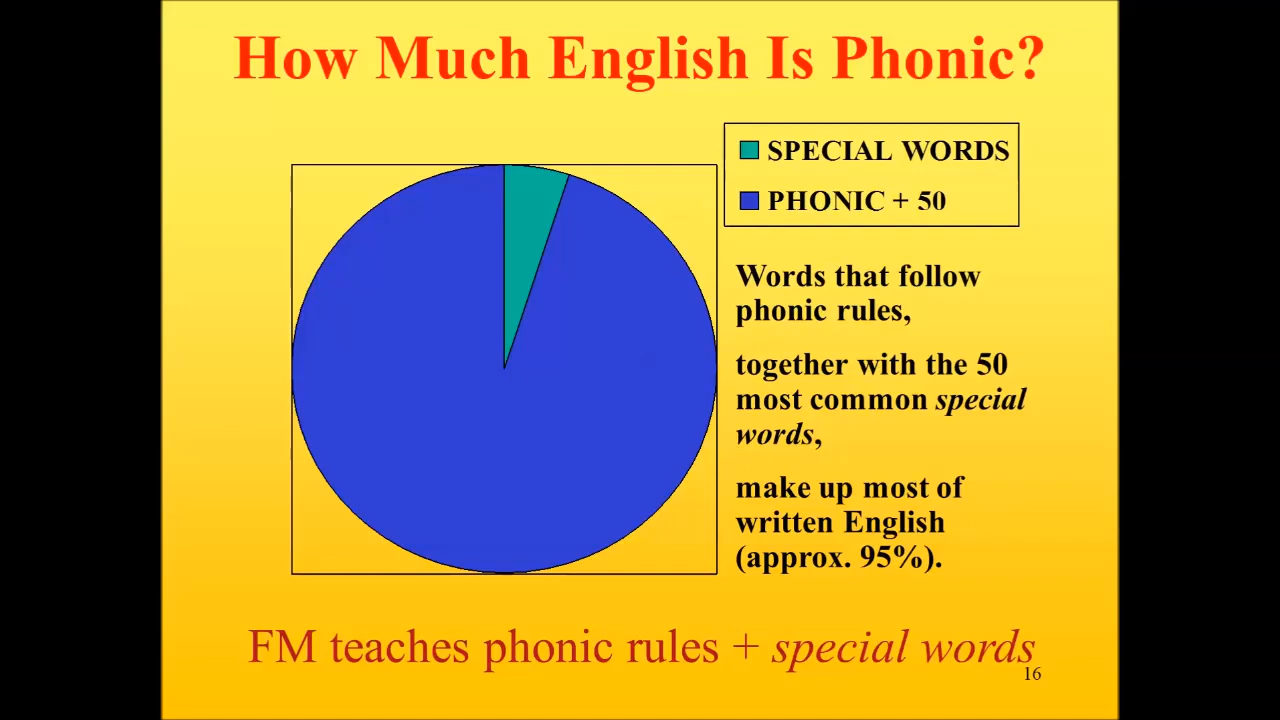 How Much English Is Phonic?
SPECIAL WORDS
PHONIC + 50
Words that follow
phonic rules,
together with the 50
most common special
words,
make up most of
written English
(approx. 95%).
FM teaches phonic rules + special words
16